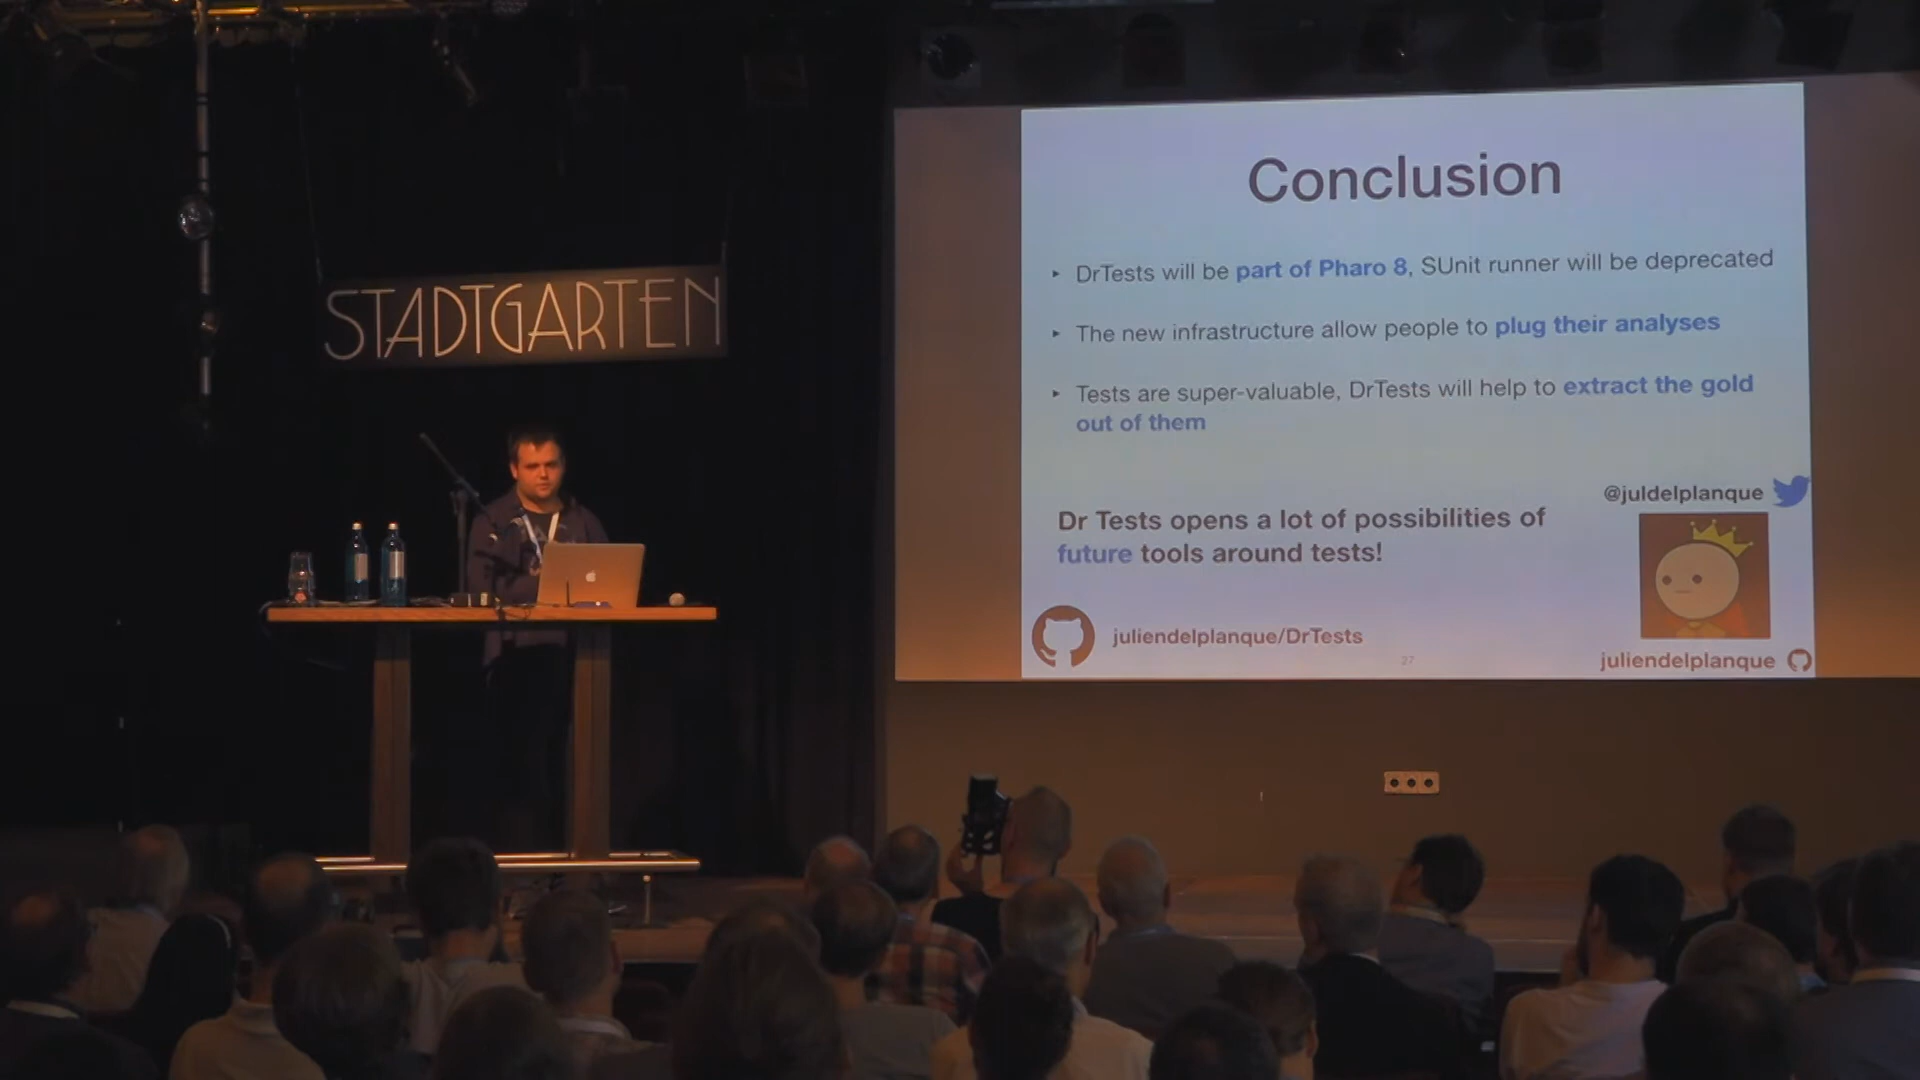 STADTGARTEN
Conclusion
‣ DrTests will be part of Pharo 8, SUnit runner will be deprecated
‣ The new infrastructure allow people to plug their analyses
‣ Tests are super-valuable, DrTests will help to extract the gold
out of them
@juldelplanque
Dr Tests opens a lot of possibilities of
future tools around tests!
juliendelplanque/DrTests
27
juliendelplanque